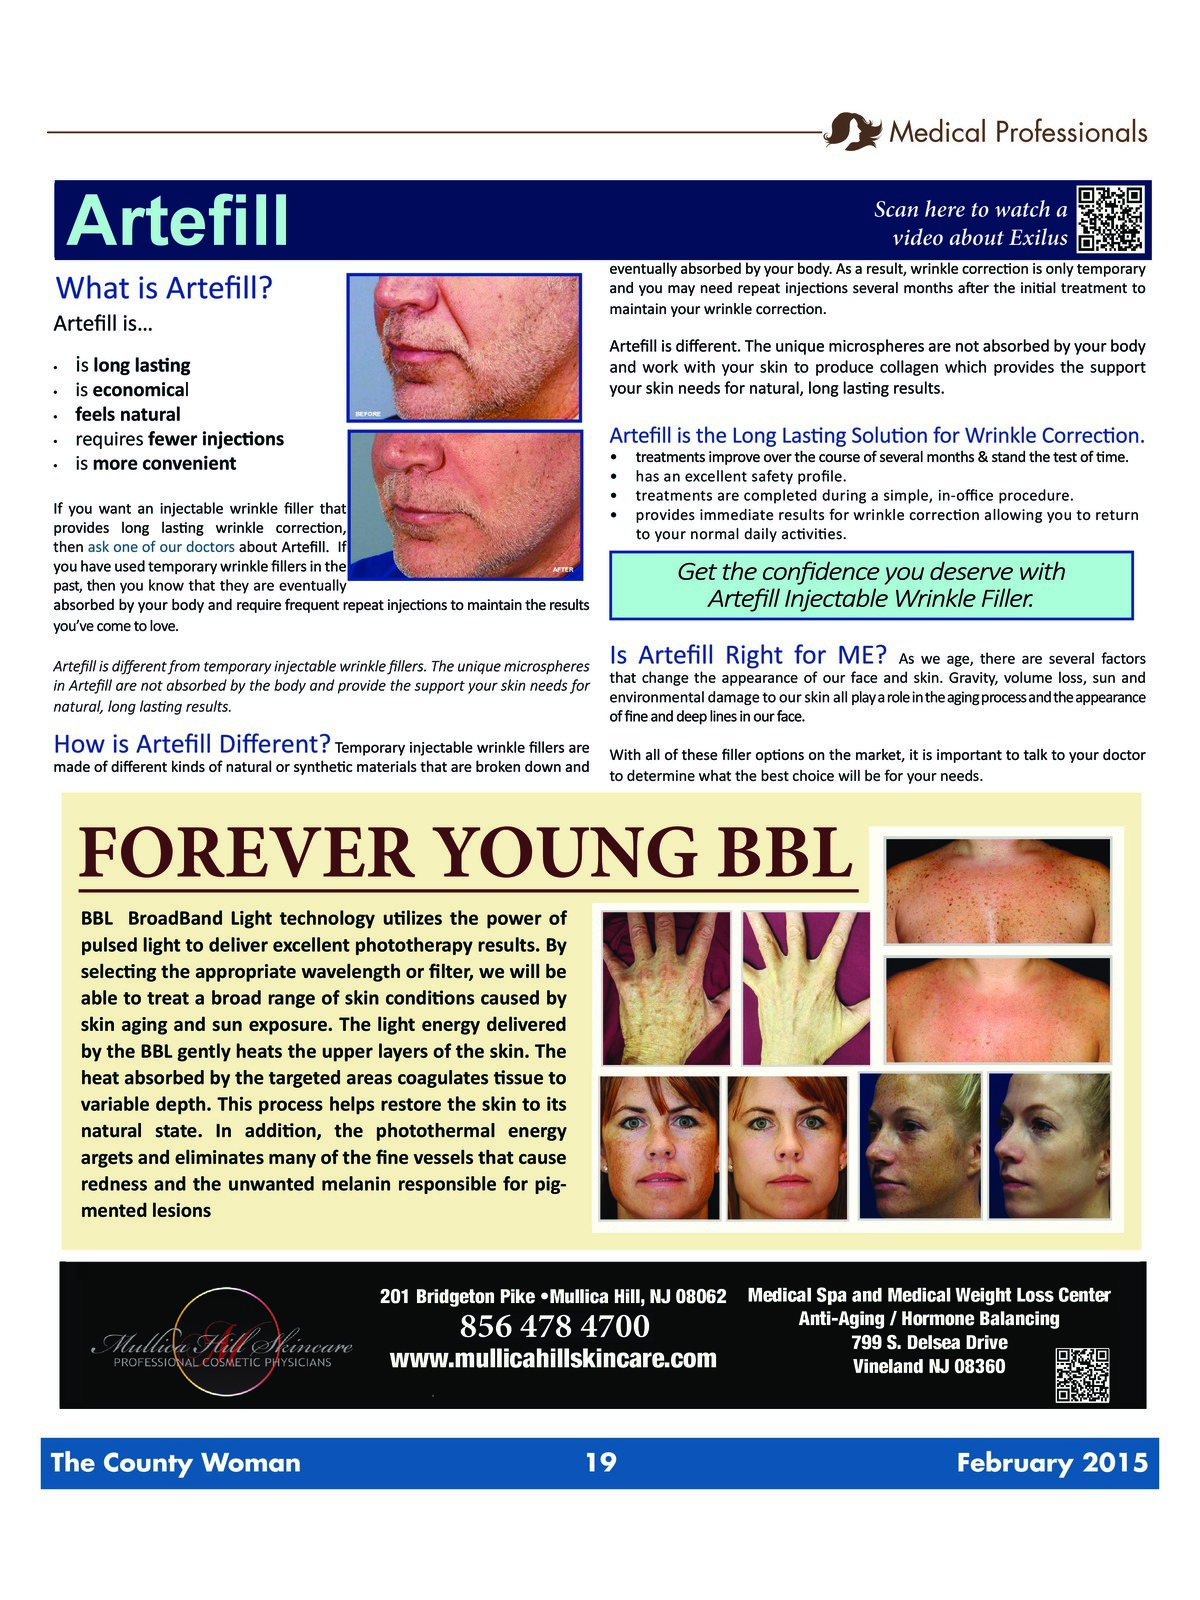 Medical Professionals
Artefill
Scan here to watch a
video about Exilus
What is Artefill?
Artefill is...
• is long lasting
• is economical
• feels natural
• requires fewer injections
• is more convenient
BEFORE
AFTER
If you want an injectable wrinkle filler that
provides long lasting wrinkle correction,
then ask one of our doctors about Artefill. If
you have used temporary wrinkle fillers in the
past, then you know that they are eventually
absorbed by your body and require frequent repeat injections to maintain the results
you've come to love.
Artefill is different from temporary injectable wrinkle fillers. The unique microspheres
in Artefill are not absorbed by the body and provide the support your skin needs for
natural, long lasting results.
How is Artefill Different? Temporary injectable wrinkle fillers are
made of different kinds of natural or synthetic materials that are broken down and
eventually absorbed by your body. As a result, wrinkle correction is only temporary
and you may need repeat injections several months after the initial treatment to
maintain your wrinkle correction.
Artefill is different. The unique microspheres are not absorbed by your body
and work with your skin to produce collagen which provides the support
your skin needs for natural, long lasting results.
Artefill is the Long Lasting Solution for Wrinkle Correction.
• treatments improve over the course of several months & stand the test of time.
• has an excellent safety profile.
• treatments are completed during a simple, in-office procedure.
• provides immediate results for wrinkle correction allowing you to return
to your normal daily activities.
Get the confidence you deserve with
Artefill Injectable Wrinkle Filler.
Is Artefill Right for ME? As we age, there are several factors
that change the appearance of our face and skin. Gravity, volume loss, sun and
environmental damage to our skin all play a role in the aging process and the appearance
of fine and deep lines in our face.
With all of these filler options on the market, it is important to talk to your doctor
to determine what the best choice will be for your needs.
FOREVER YOUNG BBL
BBL BroadBand Light technology utilizes the power of
pulsed light to deliver excellent phototherapy results. By
selecting the appropriate wavelength or filter, we will be
able to treat a broad range of skin conditions caused by
skin aging and sun exposure. The light energy delivered
by the BBL gently heats the upper layers of the skin. The
heat absorbed by the targeted areas coagulates tissue to
variable depth. This process helps restore the skin to its
natural state. In addition, the photothermal energy
argets and eliminates many of the fine vessels that cause
redness and the unwanted melanin responsible for pig-
mented lesions
Mullica Hill Skincare
PROFESSIONAL COSMETIC PHYSICIANS
201 Bridgeton Pike •Mullica Hill, NJ 08062
856 478 4700
www.mullicahillskincare.com
Medical Spa and Medical Weight Loss Center
Anti-Aging / Hormone Balancing
799 S. Delsea Drive
Vineland NJ 08360
The County Woman 19 February 2015